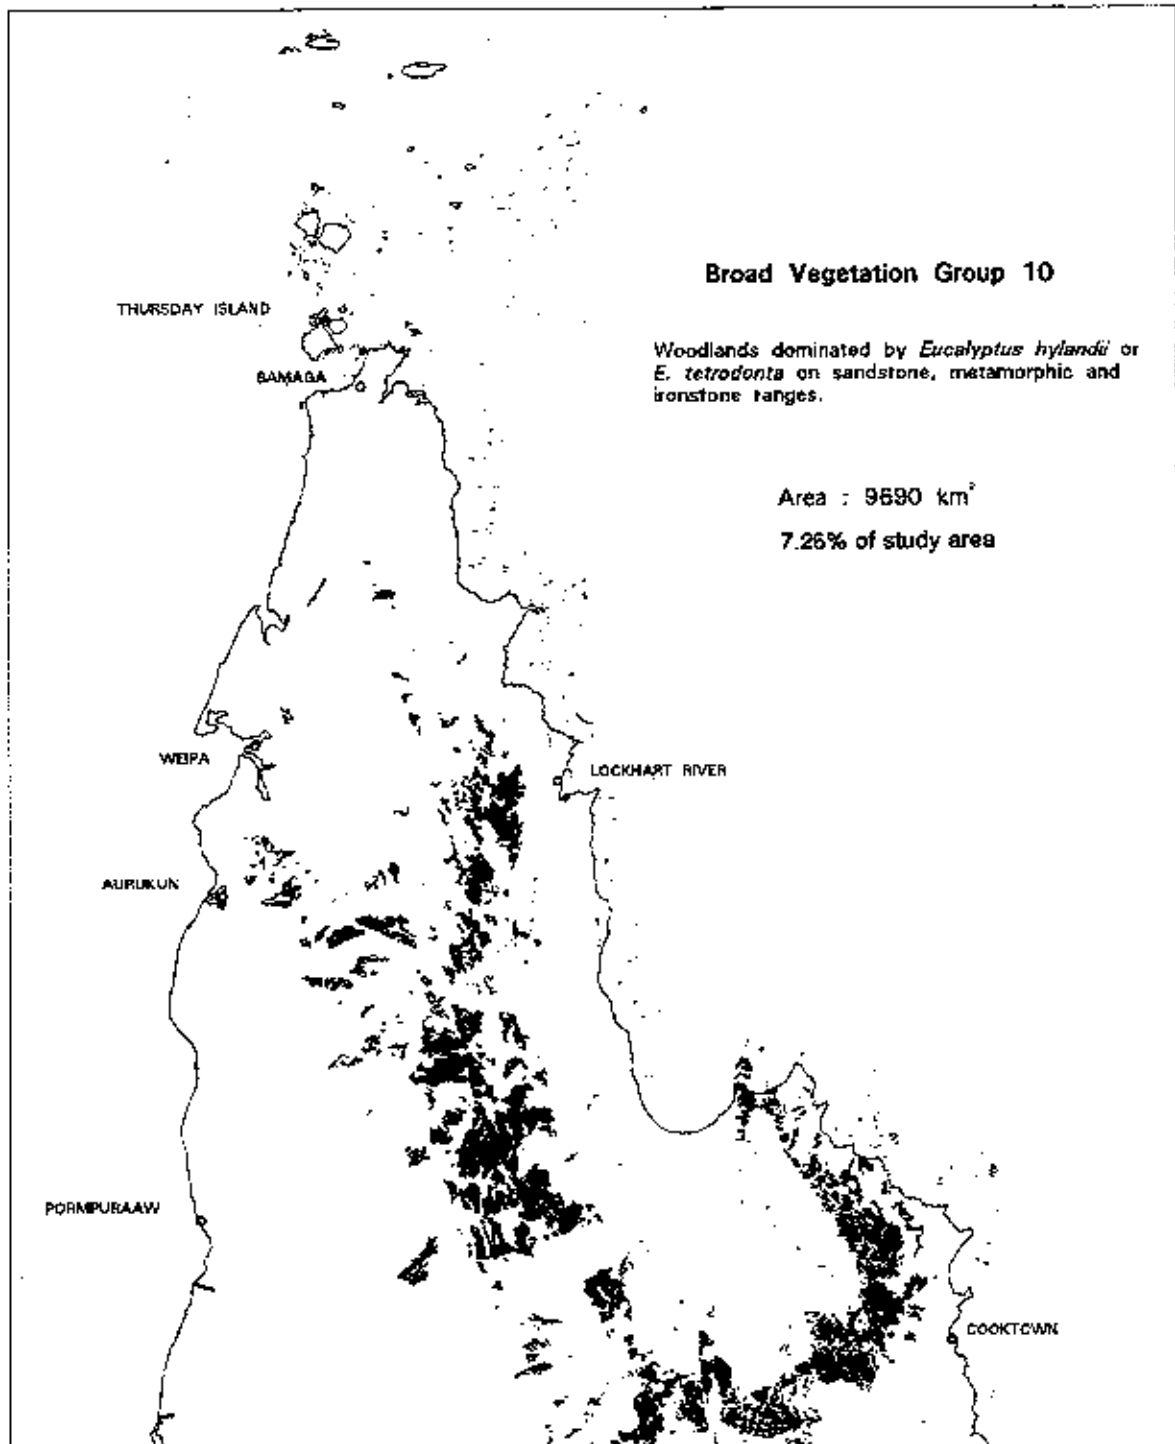 Broad Vegetation Group 10
THURSDAY ISLAND
Woodlands dominated by Eucalyptus hylandii or
E. tetrodonta on sandstone, metamorphic and
ironstone ranges.
BAMAGA
Area : 9690 km²
7.26% of study area
WEIPA
LOCKHART RIVER
AURUKUN
PORMPURAAW
COOKTOWN